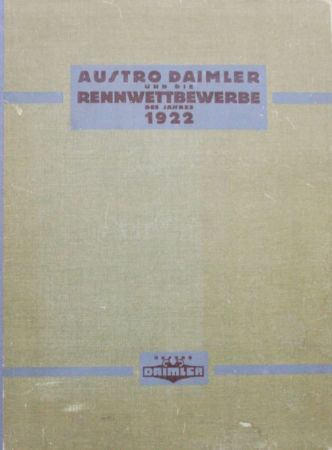 AUSTRO DAIMLER
UND DIE
RENNWETTBEWERBE
DES JAHRES
1922
DAIMLER